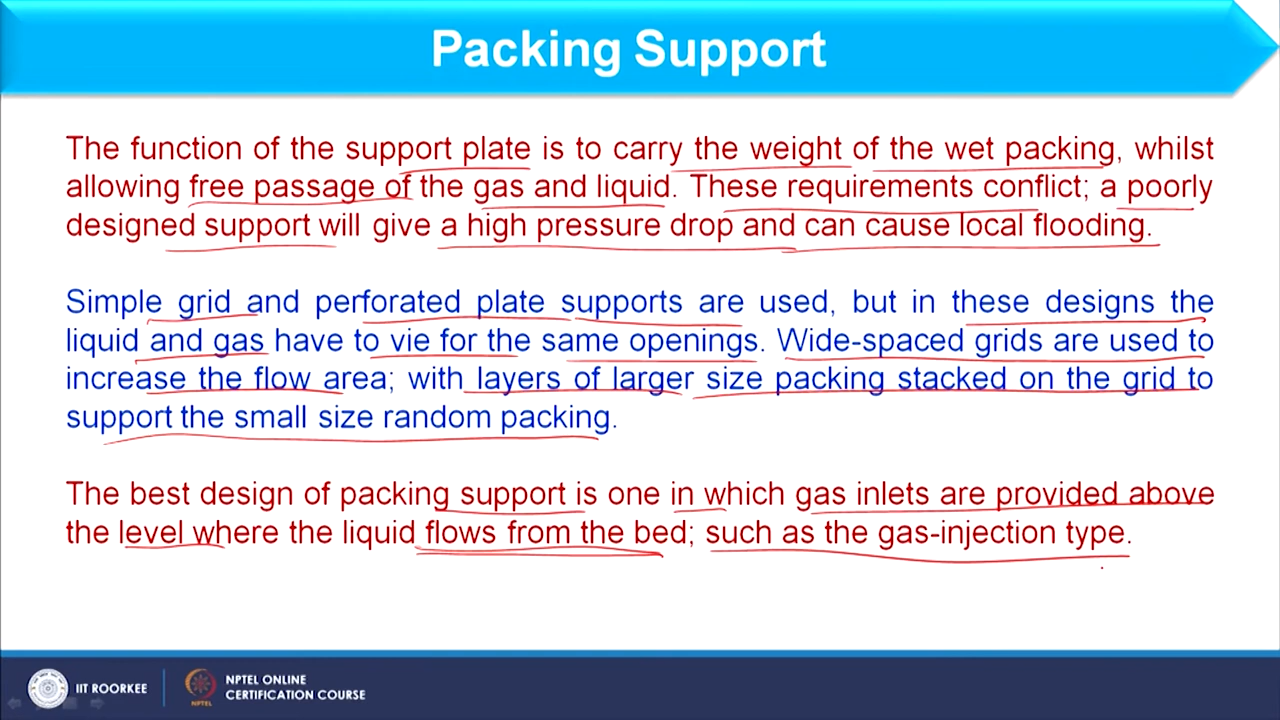 Packing Support
The function of the support plate is to carry the weight of the wet packing, whilst
allowing free passage of the gas and liquid. These requirements conflict; a poorly
designed support will give a high pressure drop and can cause local flooding.
Simple grid and perforated plate supports are used, but in these designs the
liquid and gas have to vie for the same openings. Wide-spaced grids are used to
increase the flow area; with layers of larger size packing stacked on the grid to
support the small size random packing.
The best design of packing support is one in which gas inlets are provided above
the level where the liquid flows from the bed; such as the gas-injection type.
IIT ROORKEE
NPTEL
NPTEL ONLINE
CERTIFICATION COURSE